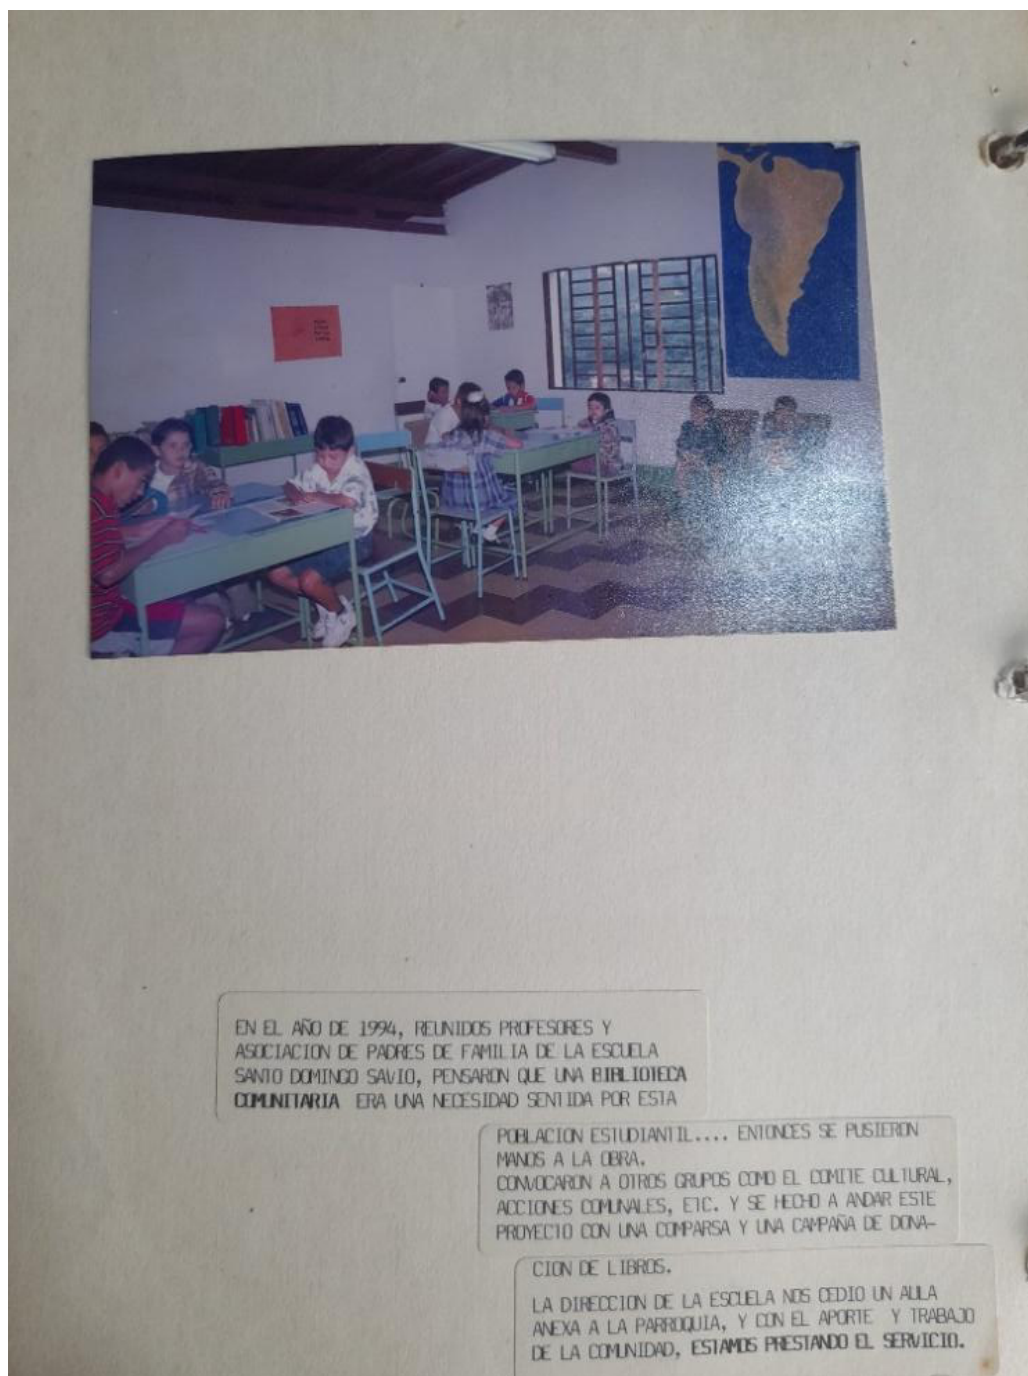 EN EL AÑO DE 1994, REUNIDOS PROFESORES Y
ASOCIACION DE PADRES DE FAMILIA DE LA ESCUELA
SANTO DOMINGO SAVIO, PENSARON QUE UNA BIBLIOTECA
COMUNITARIA ERA UNA NECESIDAD SENTIDA POR ESTA
POBLACION ESTUDIANTIL.... ENTONCES SE PUSIERON
MANOS A LA OBRA.
CONVOCARON A OTROS GRUPOS COMO EL COMITE CULTURAL,
ACCIONES COMUNALES, ETC. Y SE HECHO A ANDAR ESTE
PROYECTO CON UNA COMPARSA Y UNA CAMPAÑA DE DONA-
CION DE LIBROS.
LA DIRECCION DE LA ESCUELA NOS CEDIO UN AULA
ANEXA A LA PARROQUIA, Y CON EL APORTE Y TRABAJO
DE LA COMUNIDAD, ESTAMOS PRESTANDO EL SERVICIO.